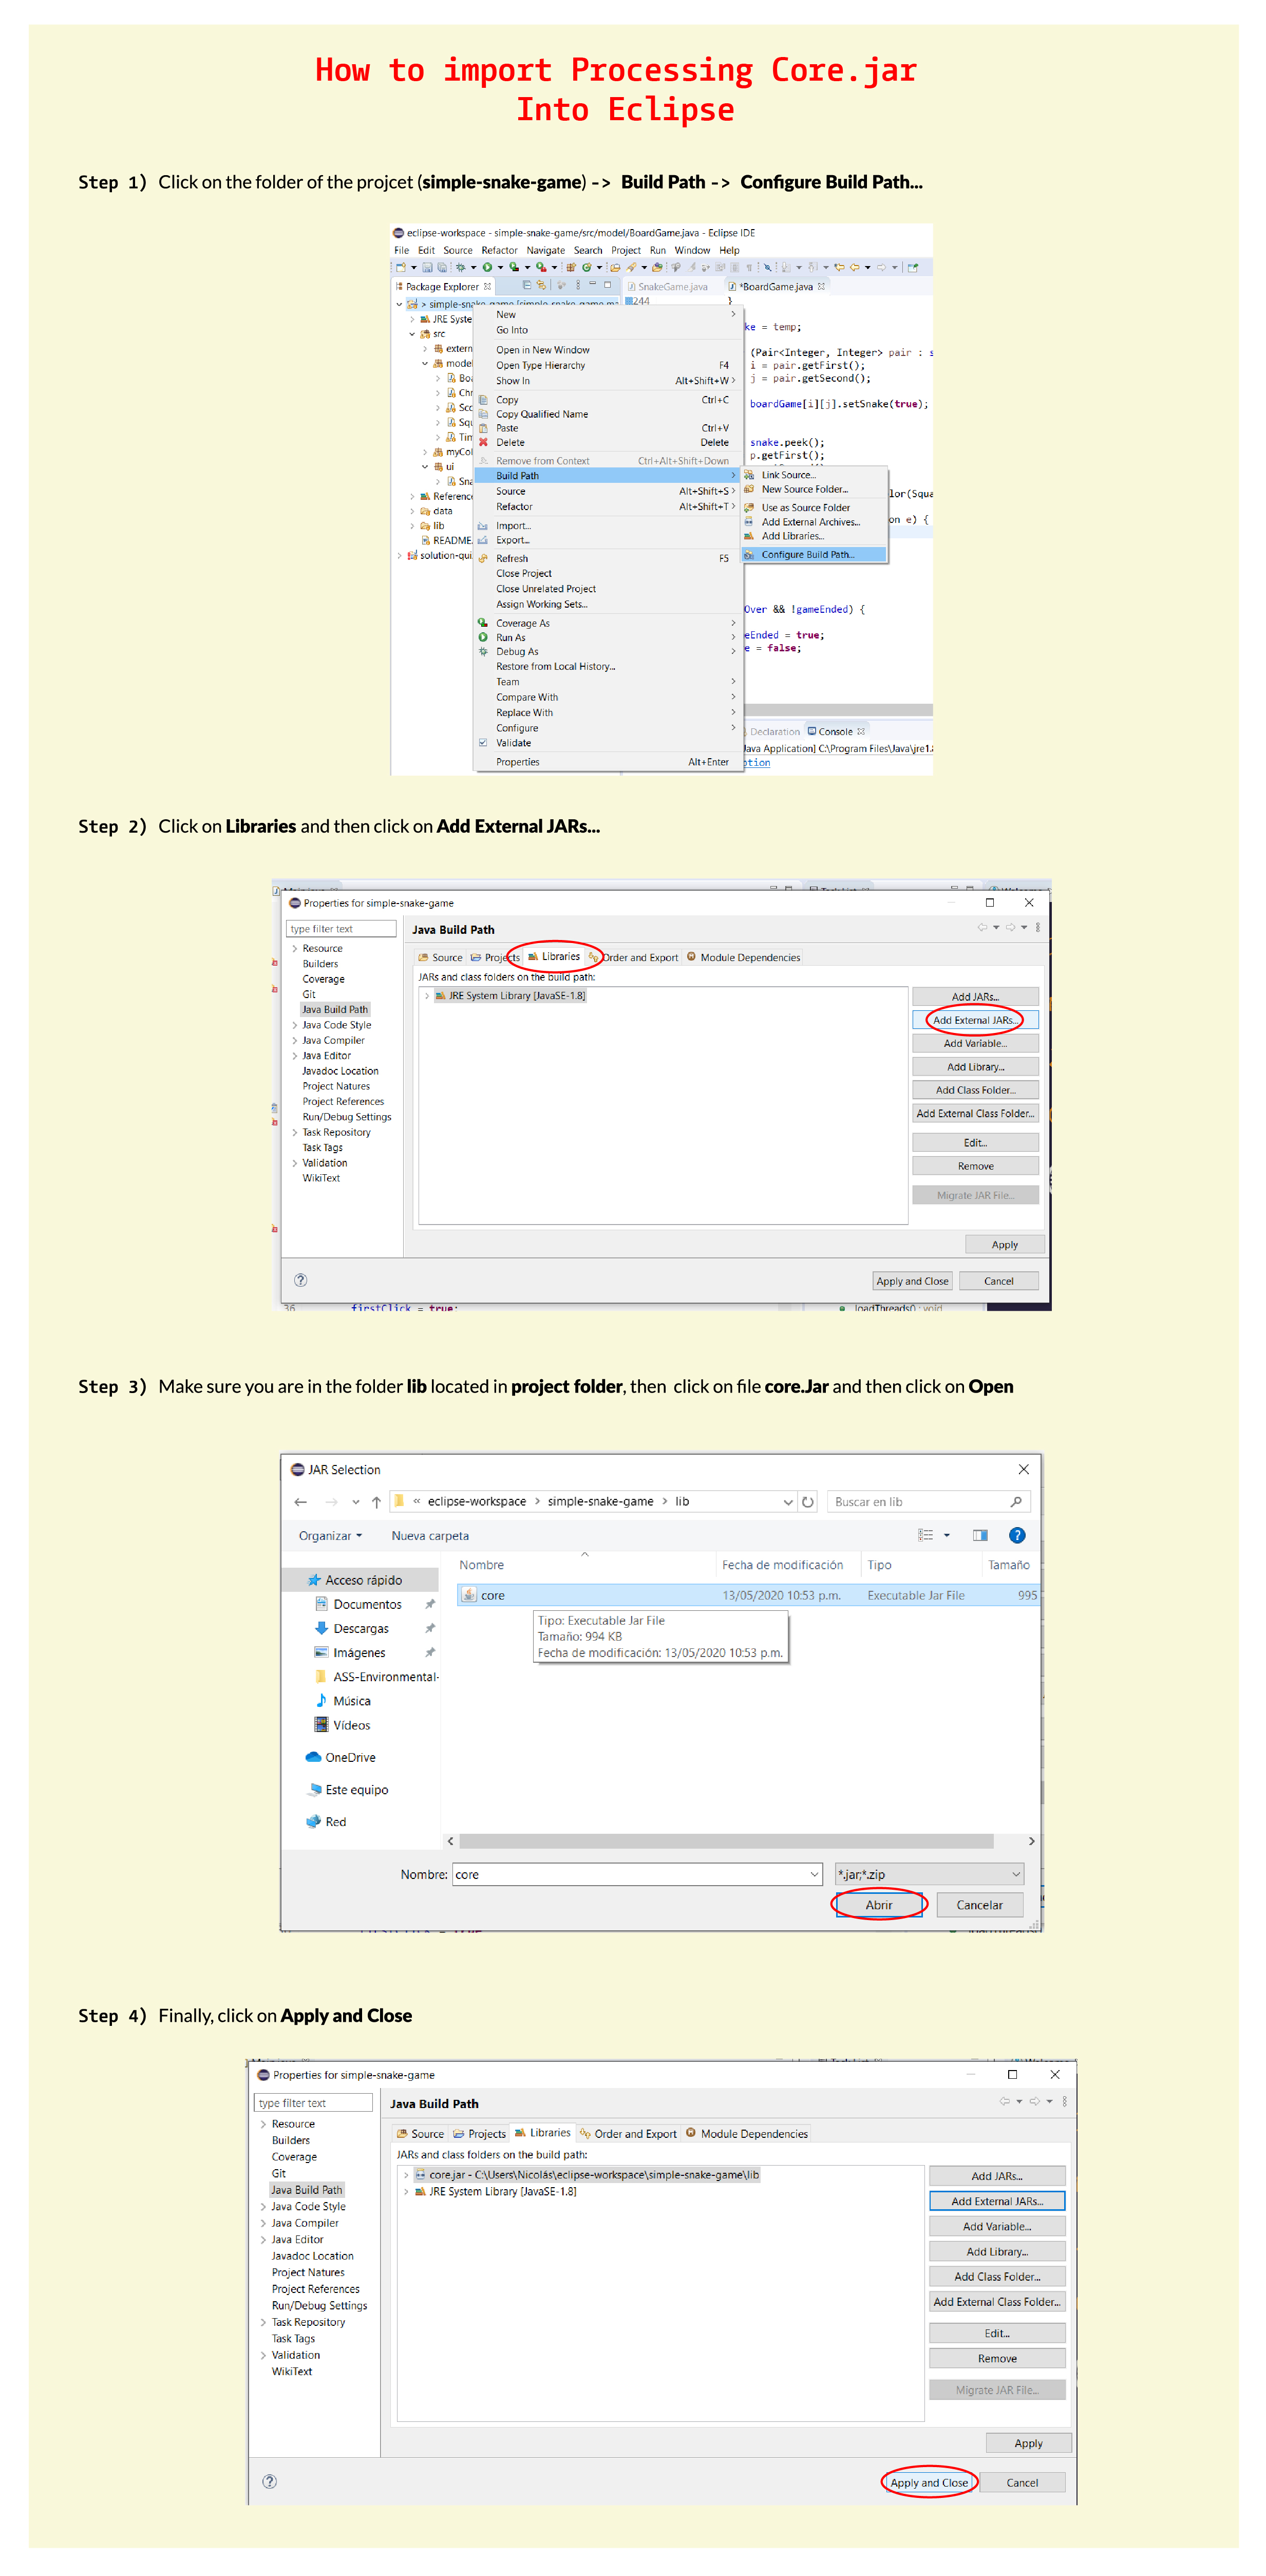 How to import Processing Core.jar
Into Eclipse
Step 1) Click on the folder of the projcet (simple-snake-game) -> Build Path -> Configure Build Path...
eclipse-workspace - simple-snake-game/src/model/BoardGame.java - Eclipse IDE
File Edit Source Refactor Navigate Search Project Run Window Help
Package Explorer
SnakeGame.java
*BoardGame.java
> simple-snake-game [simple-snake-game ma
244
}
JRE Syste
src
extern
mode
Boa
Chr
Sco
Squ
Tim
myCol
ui
Sna
Referenc
data
lib
README.
solution-qui
New
Go Into
Open in New Window
Open Type Hierarchy F4
Show In Alt+Shift+W >
Copy Ctrl+C
Copy Qualified Name
Paste Ctrl+V
Delete Delete
Remove from Context Ctrl+Alt+Shift+Down
Build Path
Source Alt+Shift+S >
Refactor Alt+Shift+T >
Import...
Export...
Refresh F5
Close Project
Close Unrelated Project
Assign Working Sets...
Coverage As
Run As
Debug As
Restore from Local History...
Team
Compare With
Replace With
Configure
Validate
Properties Alt+Enter
Link Source...
New Source Folder...
Use as Source Folder
Add External Archives...
Add Libraries...
Configure Build Path...
ke = temp;
(Pair<Integer, Integer> pair : s
i = pair.getFirst();
j = pair.getSecond();
boardGame[i][j].setSnake(true);
snake.peek();
p.getFirst();
lor(Squa
on e) {
Over && !gameEnded) {
eEnded = true;
e = false;
Declaration
Console
Java Application] C:\Program Files\Java\jre1.8
ption
Step 2) Click on Libraries and then click on Add External JARs...
Properties for simple-snake-game
type filter text
Java Build Path
Resource
Builders
Coverage
Git
Java Build Path
Java Code Style
Java Compiler
Java Editor
Javadoc Location
Project Natures
Project References
Run/Debug Settings
Task Repository
Task Tags
Validation
WikiText
Source Projects Libraries Order and Export Module Dependencies
JARs and class folders on the build path:
JRE System Library [JavaSE-1.8]
Add JARs...
Add External JARs...
Add Variable...
Add Library...
Add Class Folder...
Add External Class Folder...
Edit...
Remove
Migrate JAR File...
Apply
Apply and Close Cancel
36 firstClick = true;
loadThreads() : void
Step 3) Make sure you are in the folder lib located in project folder, then click on file core.Jar and then click on Open
JAR Selection
« eclipse-workspace > simple-snake-game > lib
Buscar en lib
Organizar Nueva carpeta
Nombre Fecha de modificación Tipo Tamaño
core 13/05/2020 10:53 p.m. Executable Jar File 995
Tipo: Executable Jar File
Tamaño: 994 KB
Fecha de modificación: 13/05/2020 10:53 p.m.
Acceso rápido
Documentos
Descargas
Imágenes
ASS-Environmental-
Música
Vídeos
OneDrive
Este equipo
Red
Nombre: core
*.jar;*.zip
Abrir Cancelar
Step 4) Finally, click on Apply and Close
Properties for simple-snake-game
type filter text
Java Build Path
Resource
Builders
Coverage
Git
Java Build Path
Java Code Style
Java Compiler
Java Editor
Javadoc Location
Project Natures
Project References
Run/Debug Settings
Task Repository
Task Tags
Validation
WikiText
Source Projects Libraries Order and Export Module Dependencies
JARs and class folders on the build path:
core.jar - C:\Users\Nicolás\eclipse-workspace\simple-snake-game\lib
JRE System Library [JavaSE-1.8]
Add JARs...
Add External JARs...
Add Variable...
Add Library...
Add Class Folder...
Add External Class Folder...
Edit...
Remove
Migrate JAR File...
Apply
Apply and Close Cancel